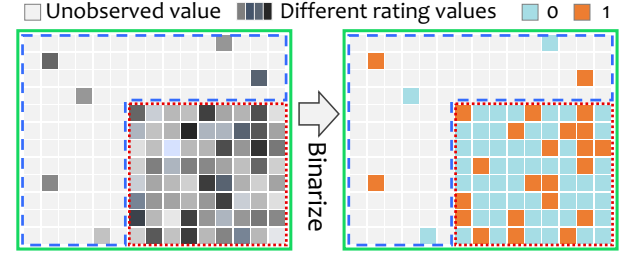 Unobserved value Different rating values 0 1
Binarize